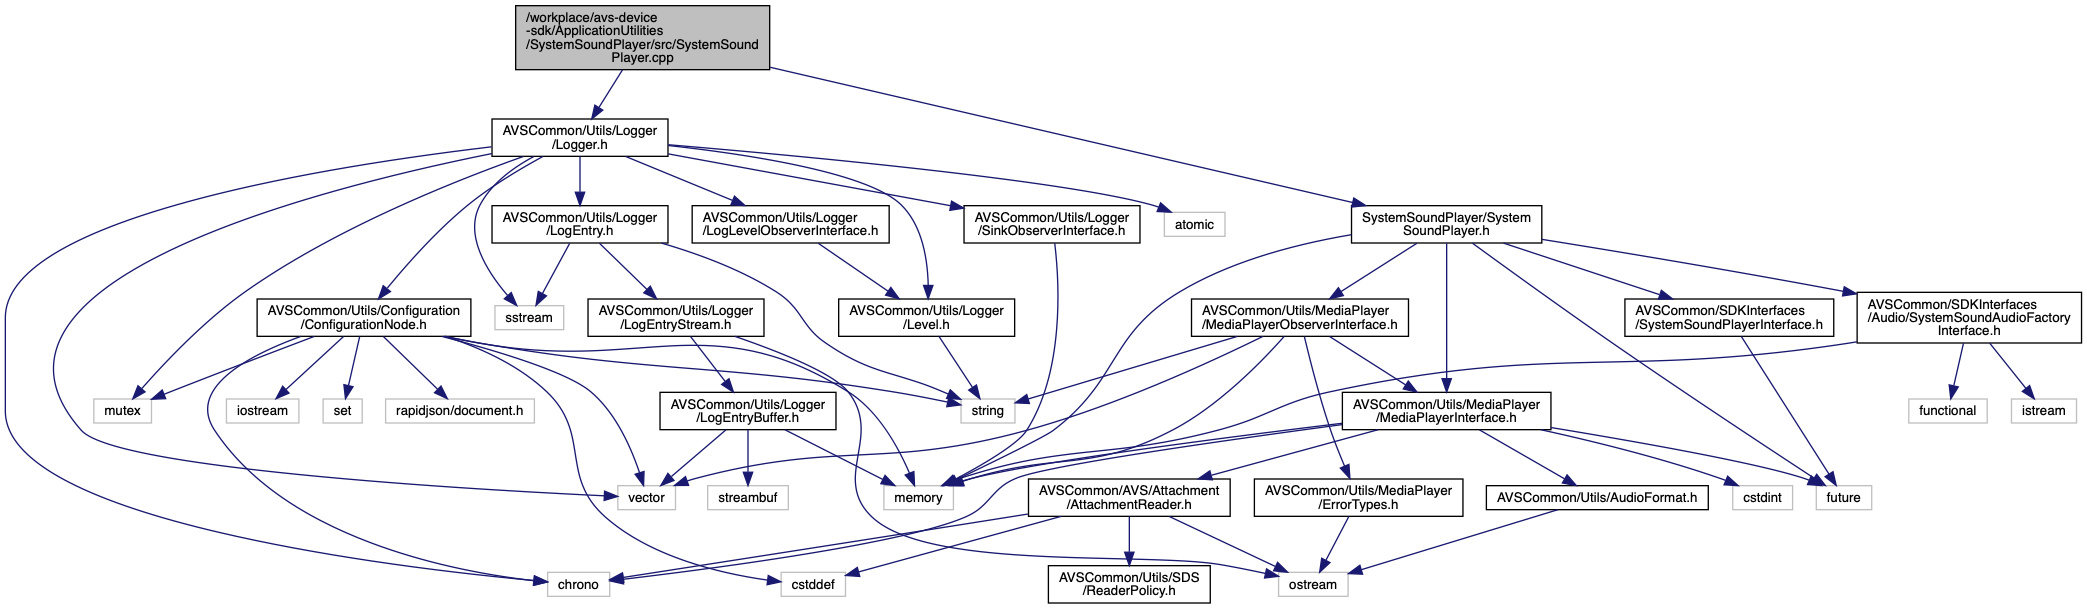 /workplace/avs-device
-sdk/ApplicationUtilities
/SystemSoundPlayer/src/SystemSound
Player.cpp
AVSCommon/Utils/Logger
/Logger.h
AVSCommon/Utils/Logger
/LogEntry.h
AVSCommon/Utils/Logger
/LogLevelObserverInterface.h
AVSCommon/Utils/Logger
/SinkObserverInterface.h
atomic
SystemSoundPlayer/System
SoundPlayer.h
AVSCommon/Utils/Configuration
/ConfigurationNode.h
sstream
AVSCommon/Utils/Logger
/LogEntryStream.h
AVSCommon/Utils/Logger
/Level.h
AVSCommon/Utils/MediaPlayer
/MediaPlayerObserverInterface.h
AVSCommon/SDKInterfaces
/SystemSoundPlayerInterface.h
AVSCommon/SDKInterfaces
/Audio/SystemSoundAudioFactory
Interface.h
mutex
iostream
set
rapidjson/document.h
AVSCommon/Utils/Logger
/LogEntryBuffer.h
string
AVSCommon/Utils/MediaPlayer
/MediaPlayerInterface.h
functional
istream
vector
streambuf
memory
AVSCommon/AVS/Attachment
/AttachmentReader.h
AVSCommon/Utils/MediaPlayer
/ErrorTypes.h
AVSCommon/Utils/AudioFormat.h
cstdint
future
chrono
cstddef
AVSCommon/Utils/SDS
/ReaderPolicy.h
ostream